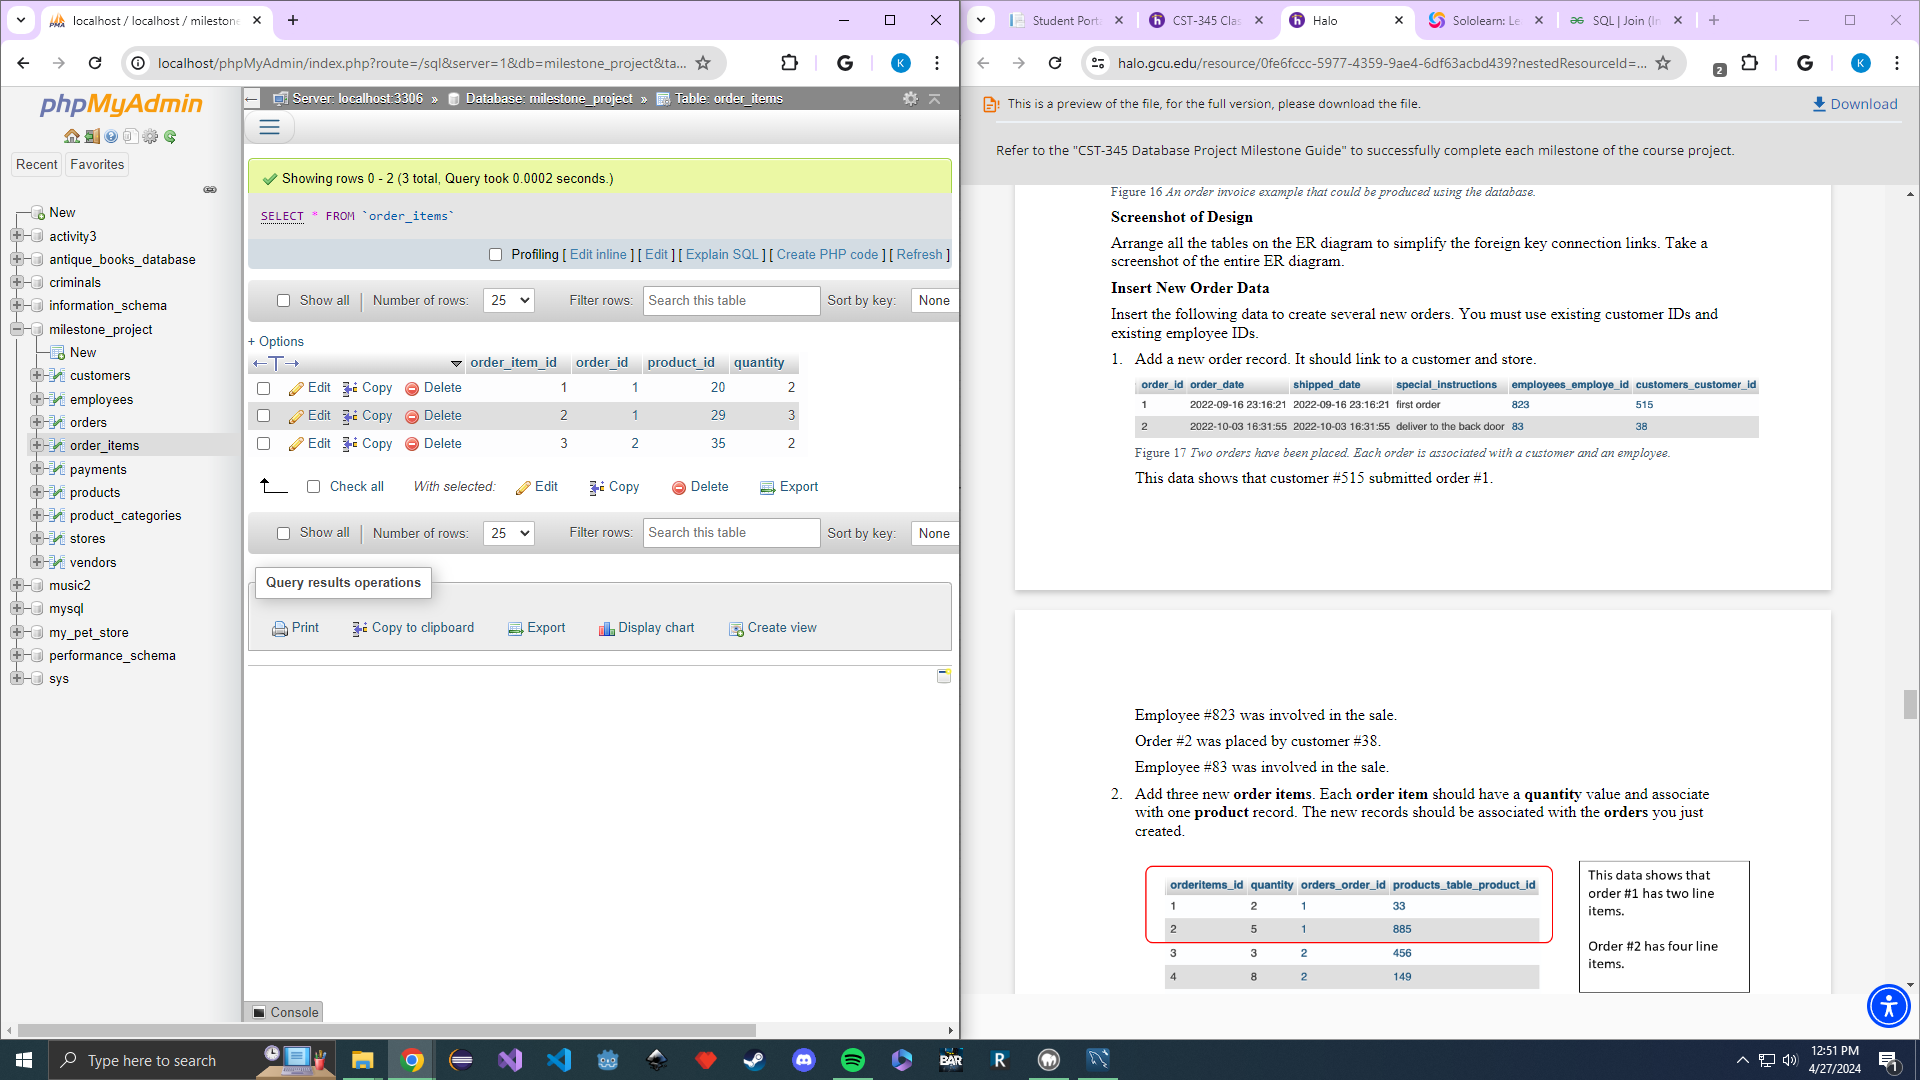 localhost / localhost / milestone
localhost/phpMyAdmin/index.php?route=/sql&server=1&db=milestone_project&ta...
K
phpMyAdmin
Recent
Favorites
New
activity3
antique_books_database
criminals
information_schema
milestone_project
New
customers
employees
orders
order_items
payments
products
product_categories
stores
vendors
music2
mysql
my_pet_store
performance_schema
sys
Server: localhost:3306 » Database: milestone_project » Table: order_items
Showing rows 0 - 2 (3 total, Query took 0.0002 seconds.)
SELECT * FROM `order_items`
Profiling [ Edit inline ] [ Edit ] [ Explain SQL ] [ Create PHP code ] [ Refresh ]
Show all Number of rows: 25 Filter rows: Search this table Sort by key: None
+ Options
order_item_id order_id product_id quantity
Edit Copy Delete 1 1 20 2
Edit Copy Delete 2 1 29 3
Edit Copy Delete 3 2 35 2
Check all With selected: Edit Copy Delete Export
Show all Number of rows: 25 Filter rows: Search this table Sort by key: None
Query results operations
Print Copy to clipboard Export Display chart Create view
Console
Student Port
CST-345 Clas
Halo
Sololearn: Le
SQL | Join (In
halo.gcu.edu/resource/0fe6fccc-5977-4359-9ae4-6df63acbd439?nestedResourceId=...
2
K
This is a preview of the file, for the full version, please download the file.
Download
Refer to the "CST-345 Database Project Milestone Guide" to successfully complete each milestone of the course project.
Figure 16 An order invoice example that could be produced using the database.
Screenshot of Design
Arrange all the tables on the ER diagram to simplify the foreign key connection links. Take a
screenshot of the entire ER diagram.
Insert New Order Data
Insert the following data to create several new orders. You must use existing customer IDs and
existing employee IDs.
1. Add a new order record. It should link to a customer and store.
order_id order_date shipped_date special_instructions employees_employe_id customers_customer_id
1 2022-09-16 23:16:21 2022-09-16 23:16:21 first order 823 515
2 2022-10-03 16:31:55 2022-10-03 16:31:55 deliver to the back door 83 38
Figure 17 Two orders have been placed. Each order is associated with a customer and an employee.
This data shows that customer #515 submitted order #1.
Employee #823 was involved in the sale.
Order #2 was placed by customer #38.
Employee #83 was involved in the sale.
2. Add three new order items. Each order item should have a quantity value and associate
with one product record. The new records should be associated with the orders you just
created.
orderitems_id quantity orders_order_id products_table_product_id
1 2 1 33
2 5 1 885
3 3 2 456
4 8 2 149
This data shows that
order #1 has two line
items.
Order #2 has four line
items.
Type here to search
BAR
R
12:51 PM
4/27/2024
1